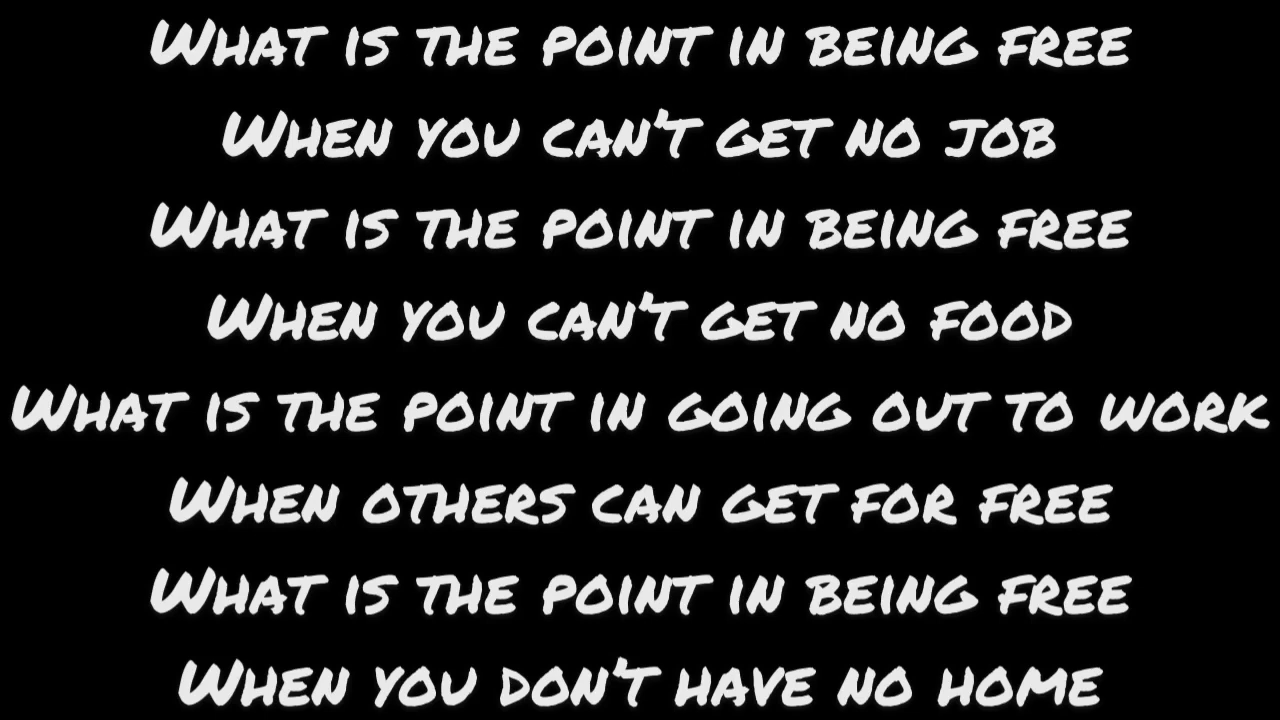 What is the point in being free
When you can't get no job
What is the point in being free
When you can't get no food
What is the point in going out to work
When others can get for free
What is the point in being free
When you don't have no home